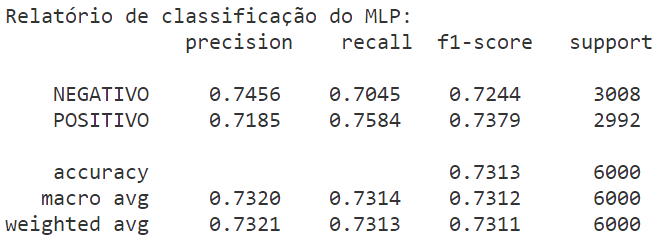 Relatório de classificação do MLP:
precision recall f1-score support
NEGATIVO 0.7456 0.7045 0.7244 3008
POSITIVO 0.7185 0.7584 0.7379 2992
accuracy 0.7313 6000
macro avg 0.7320 0.7314 0.7312 6000
weighted avg 0.7321 0.7313 0.7311 6000